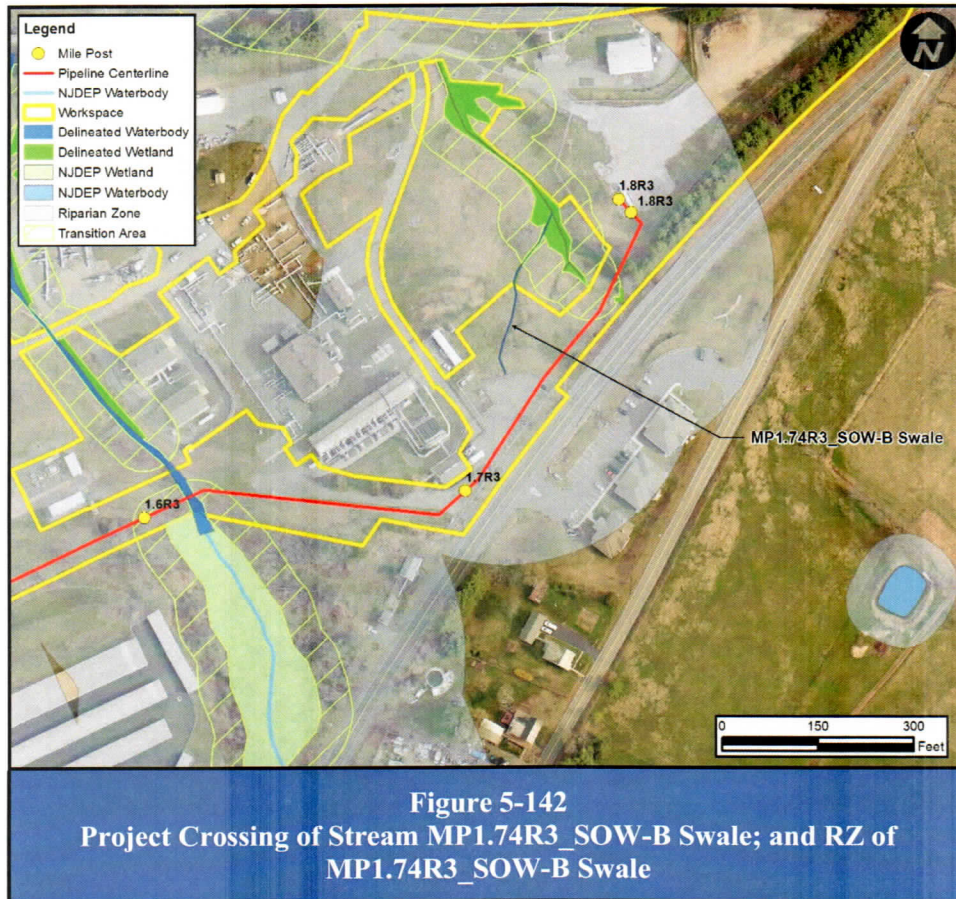 Legend
Mile Post
Pipeline Centerline
NJDEP Waterbody
Workspace
Delineated Waterbody
Delineated Wetland
NJDEP Wetland
NJDEP Waterbody
Riparian Zone
Transition Area
N
1.8R3
1.8R3
MP1.74R3_SOW-B Swale
1.7R3
1.6R3
0 150 300
Feet
Figure 5-142
Project Crossing of Stream MP1.74R3_SOW-B Swale; and RZ of
MP1.74R3_SOW-B Swale